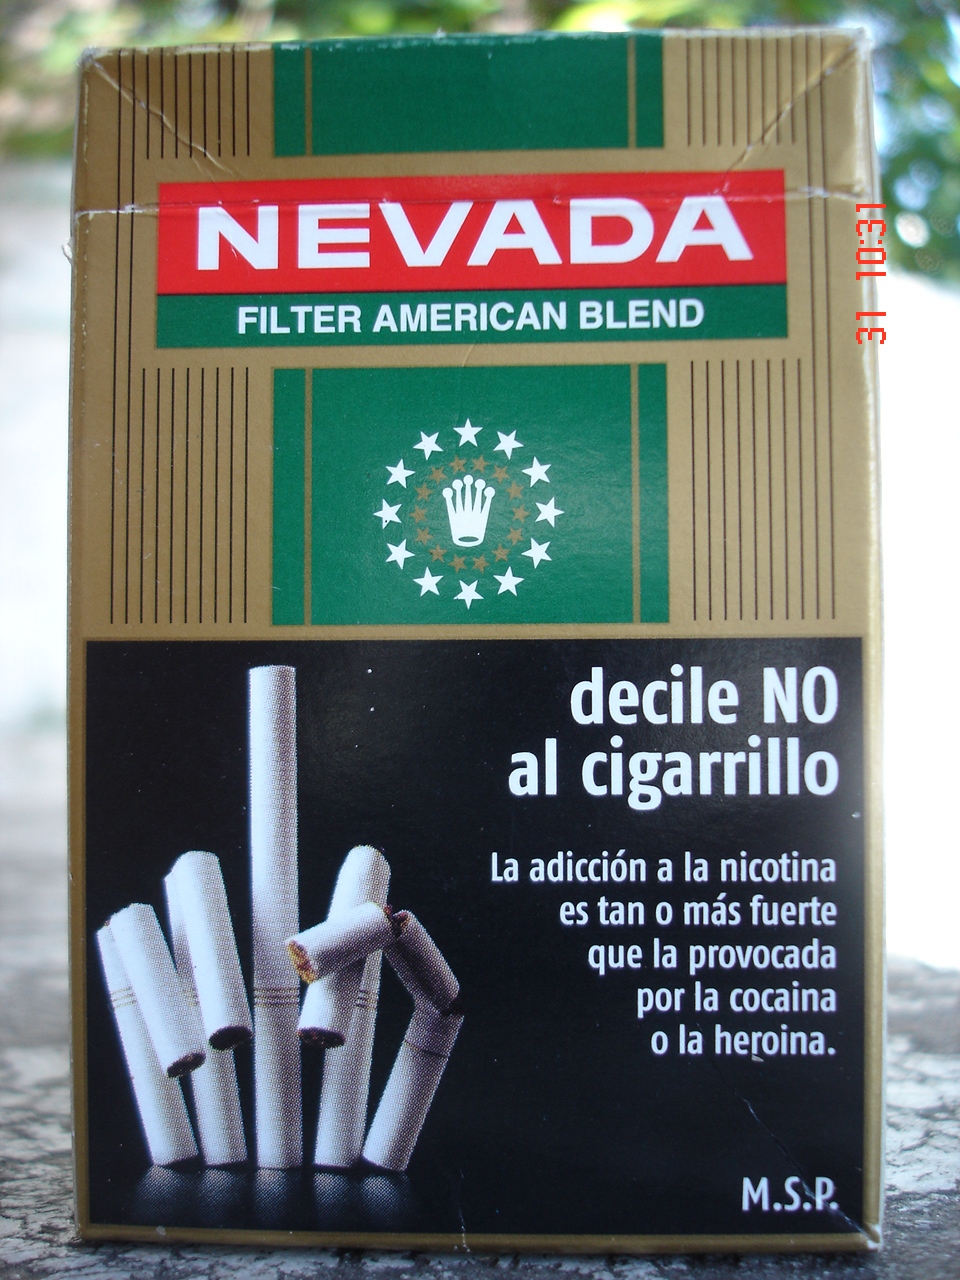 NEVADA
FILTER AMERICAN BLEND
31 10:31
decile NO
al cigarrillo
La adicción a la nicotina
es tan o más fuerte
que la provocada
por la cocaina
o la heroina.
M.S.P.